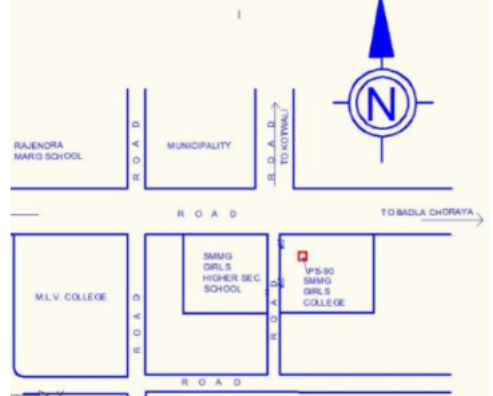 N
ROAD
ROAD
TO KOTWALI
RAJENDRA
MARG SCHOOL
MUNICIPALITY
ROAD
TO BADLA CHORAYA
SMMG
GIRLS
HIGHER SEC.
SCHOOL
PS-90
SMMG
GIRLS
COLLEGE
M.L.V. COLLEGE
ROAD
ROAD
ROAD